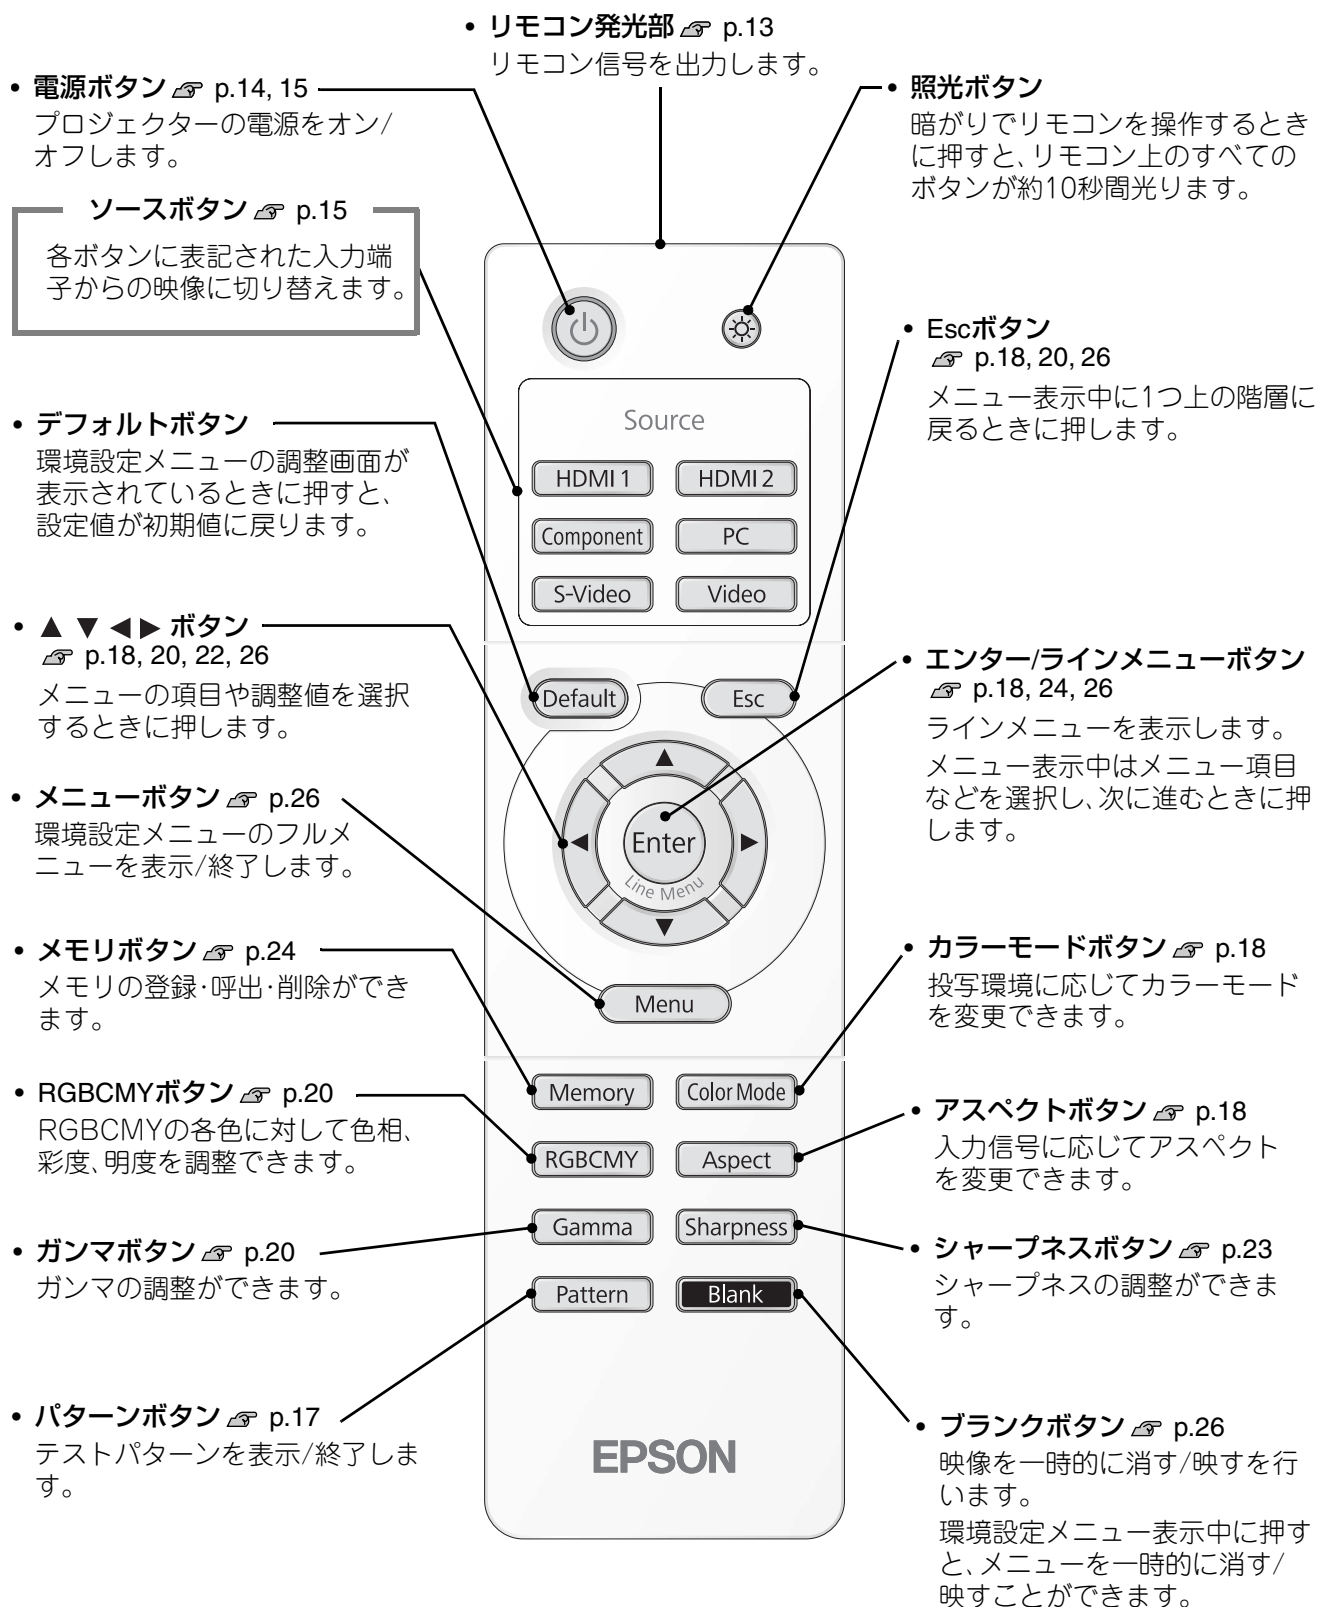 • リモコン発光部 ☞ p.13
リモコン信号を出力します。
• 電源ボタン ☞ p.14, 15
プロジェクターの電源をオン/
オフします。
ソースボタン ☞ p.15
各ボタンに表記された入力端
子からの映像に切り替えます。
• デフォルトボタン
環境設定メニューの調整画面が
表示されているときに押すと、
設定値が初期値に戻ります。
• ▲ ▼ ◀ ▶ ボタン
☞ p.18, 20, 22, 26
メニューの項目や調整値を選択
するときに押します。
• メニューボタン ☞ p.26
環境設定メニューのフルメ
ニューを表示/終了します。
• メモリボタン ☞ p.24
メモリの登録・呼出・削除ができ
ます。
• RGBCMYボタン ☞ p.20
RGBCMYの各色に対して色相、
彩度、明度を調整できます。
• ガンマボタン ☞ p.20
ガンマの調整ができます。
• パターンボタン ☞ p.17
テストパターンを表示/終了しま
す。
Source
HDMI 1 HDMI 2
Component PC
S-Video Video
Default Esc
▲
◀ Enter ▶
Line Menu
▼
Menu
Memory Color Mode
RGBCMY Aspect
Gamma Sharpness
Pattern Blank
EPSON
• 照光ボタン
暗がりでリモコンを操作するとき
に押すと、リモコン上のすべての
ボタンが約10秒間光ります。
• Escボタン
☞ p.18, 20, 26
メニュー表示中に1つ上の階層に
戻るときに押します。
• エンター/ラインメニューボタン
☞ p.18, 24, 26
ラインメニューを表示します。
メニュー表示中はメニュー項目
などを選択し、次に進むときに押
します。
• カラーモードボタン ☞ p.18
投写環境に応じてカラーモード
を変更できます。
• アスペクトボタン ☞ p.18
入力信号に応じてアスペクト
を変更できます。
• シャープネスボタン ☞ p.23
シャープネスの調整ができま
す。
• ブランクボタン ☞ p.26
映像を一時的に消す/映すを行
います。
環境設定メニュー表示中に押す
と、メニューを一時的に消す/
映すことができます。